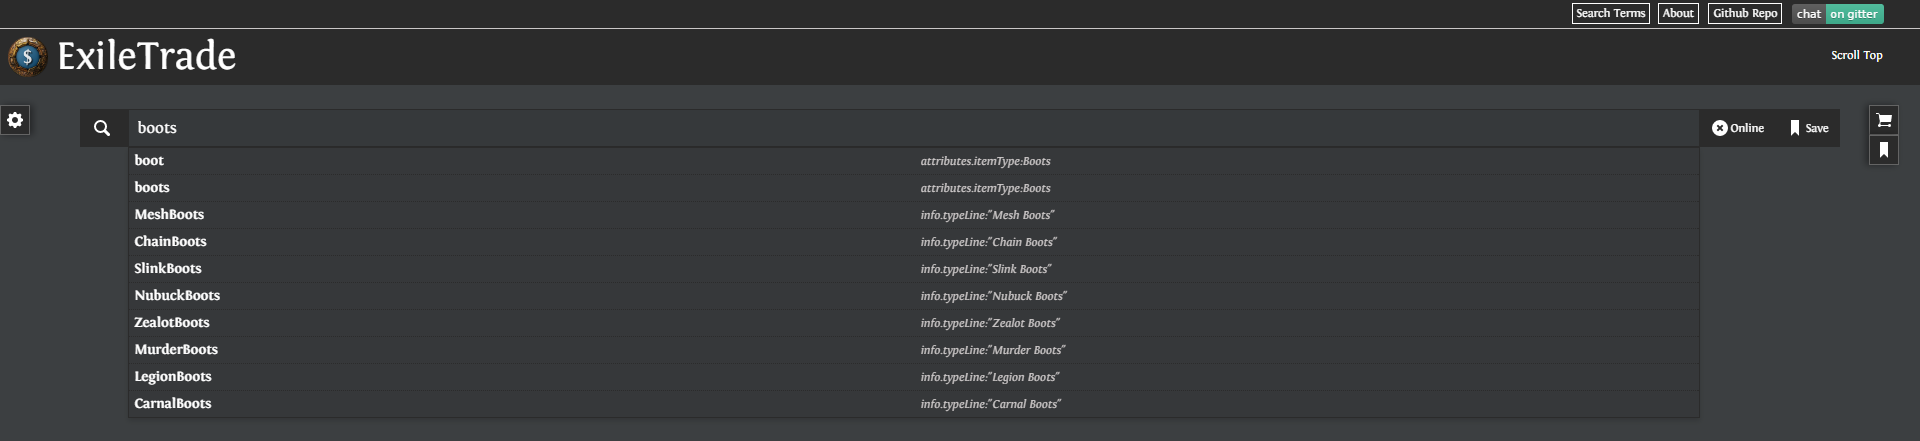 Search Terms About Github Repo chat on gitter
$ ExileTrade Scroll Top
boots Online Save
boot attributes.itemType:Boots
boots attributes.itemType:Boots
MeshBoots info.typeLine:"Mesh Boots"
ChainBoots info.typeLine:"Chain Boots"
SlinkBoots info.typeLine:"Slink Boots"
NubuckBoots info.typeLine:"Nubuck Boots"
ZealotBoots info.typeLine:"Zealot Boots"
MurderBoots info.typeLine:"Murder Boots"
LegionBoots info.typeLine:"Legion Boots"
CarnalBoots info.typeLine:"Carnal Boots"